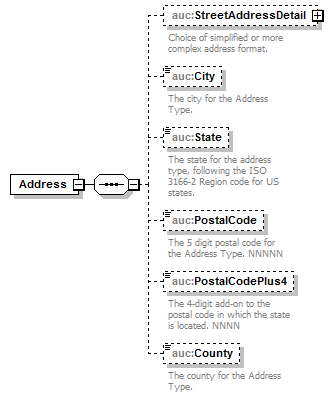 auc:StreetAddressDetail
Choice of simplified or more
complex address format.
auc:City
The city for the Address
Type.
auc:State
The state for the address
type, following the ISO
3166-2 Region code for US
states.
Address
auc:PostalCode
The 5 digit postal code for
the Address Type. NNNNN
auc:PostalCodePlus4
The 4-digit add-on to the
postal code in which the state
is located. NNNN
auc:County
The county for the Address
Type.